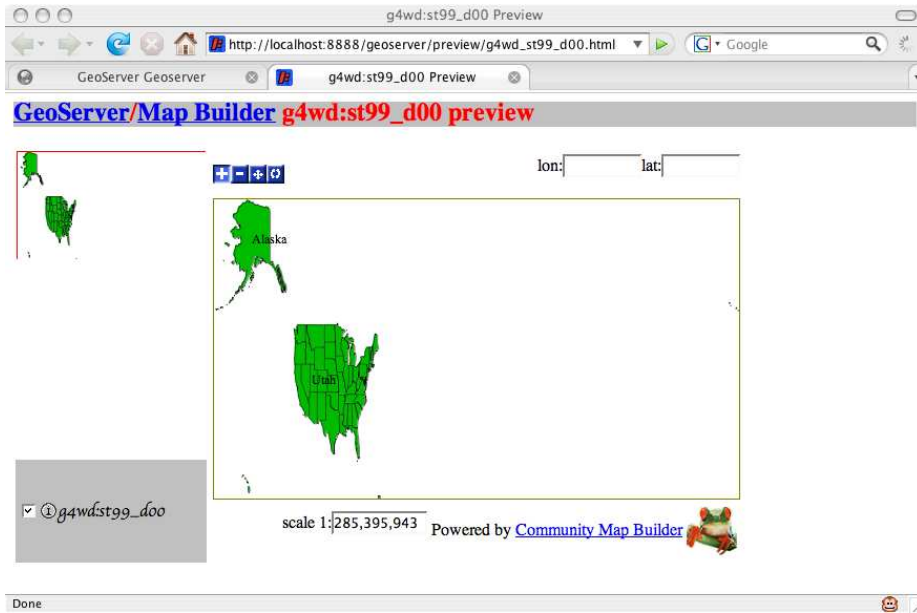 g4wd:st99_d00 Preview
http://localhost:8888/geoserver/preview/g4wd_st99_d00.html
Google
GeoServer Geoserver
g4wd:st99_d00 Preview
GeoServer/Map Builder g4wd:st99_d00 preview
lon:
lat:
Alaska
Utah
g4wd:st99_d00
scale 1: 285,395,943
Powered by Community Map Builder
Done